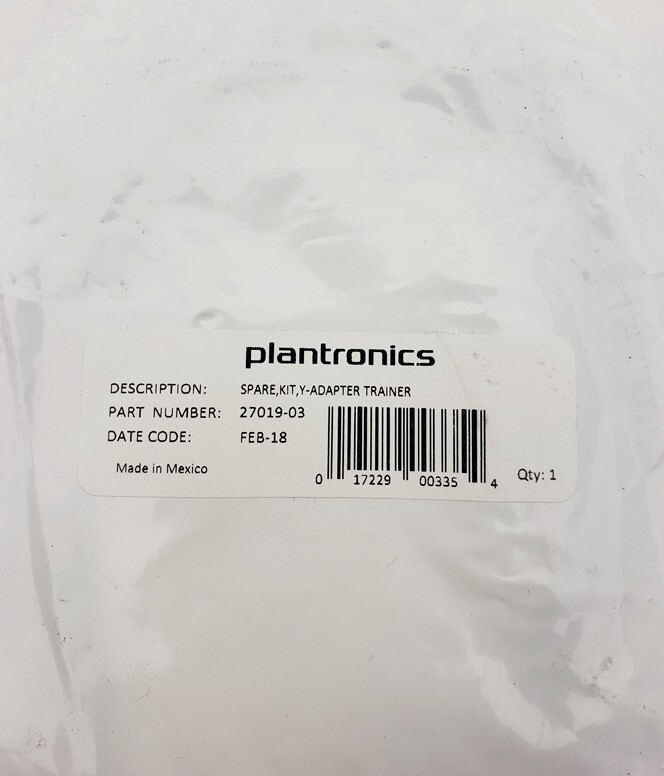 plantronics
DESCRIPTION: SPARE,KIT,Y-ADAPTER TRAINER
PART NUMBER: 27019-03
DATE CODE: FEB-18
Made in Mexico
0 17229 00335 4
Qty: 1